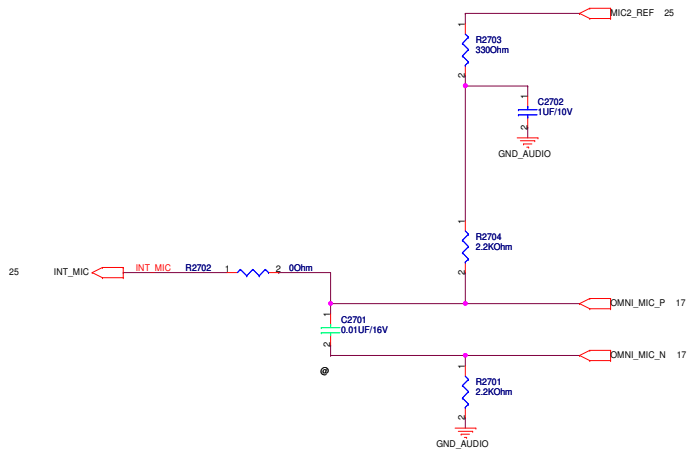 1
MIC2_REF 25
R2703
330Ohm
2
1
C2702
1UF/10V
2
GND_AUDIO
1
R2704
2.2KOhm
2
25 INT_MIC INT_MIC R2702 1 2 0Ohm
OMNI_MIC_P 17
1
C2701
0.01UF/16V
2
OMNI_MIC_N 17
@
1
R2701
2.2KOhm
2
GND_AUDIO